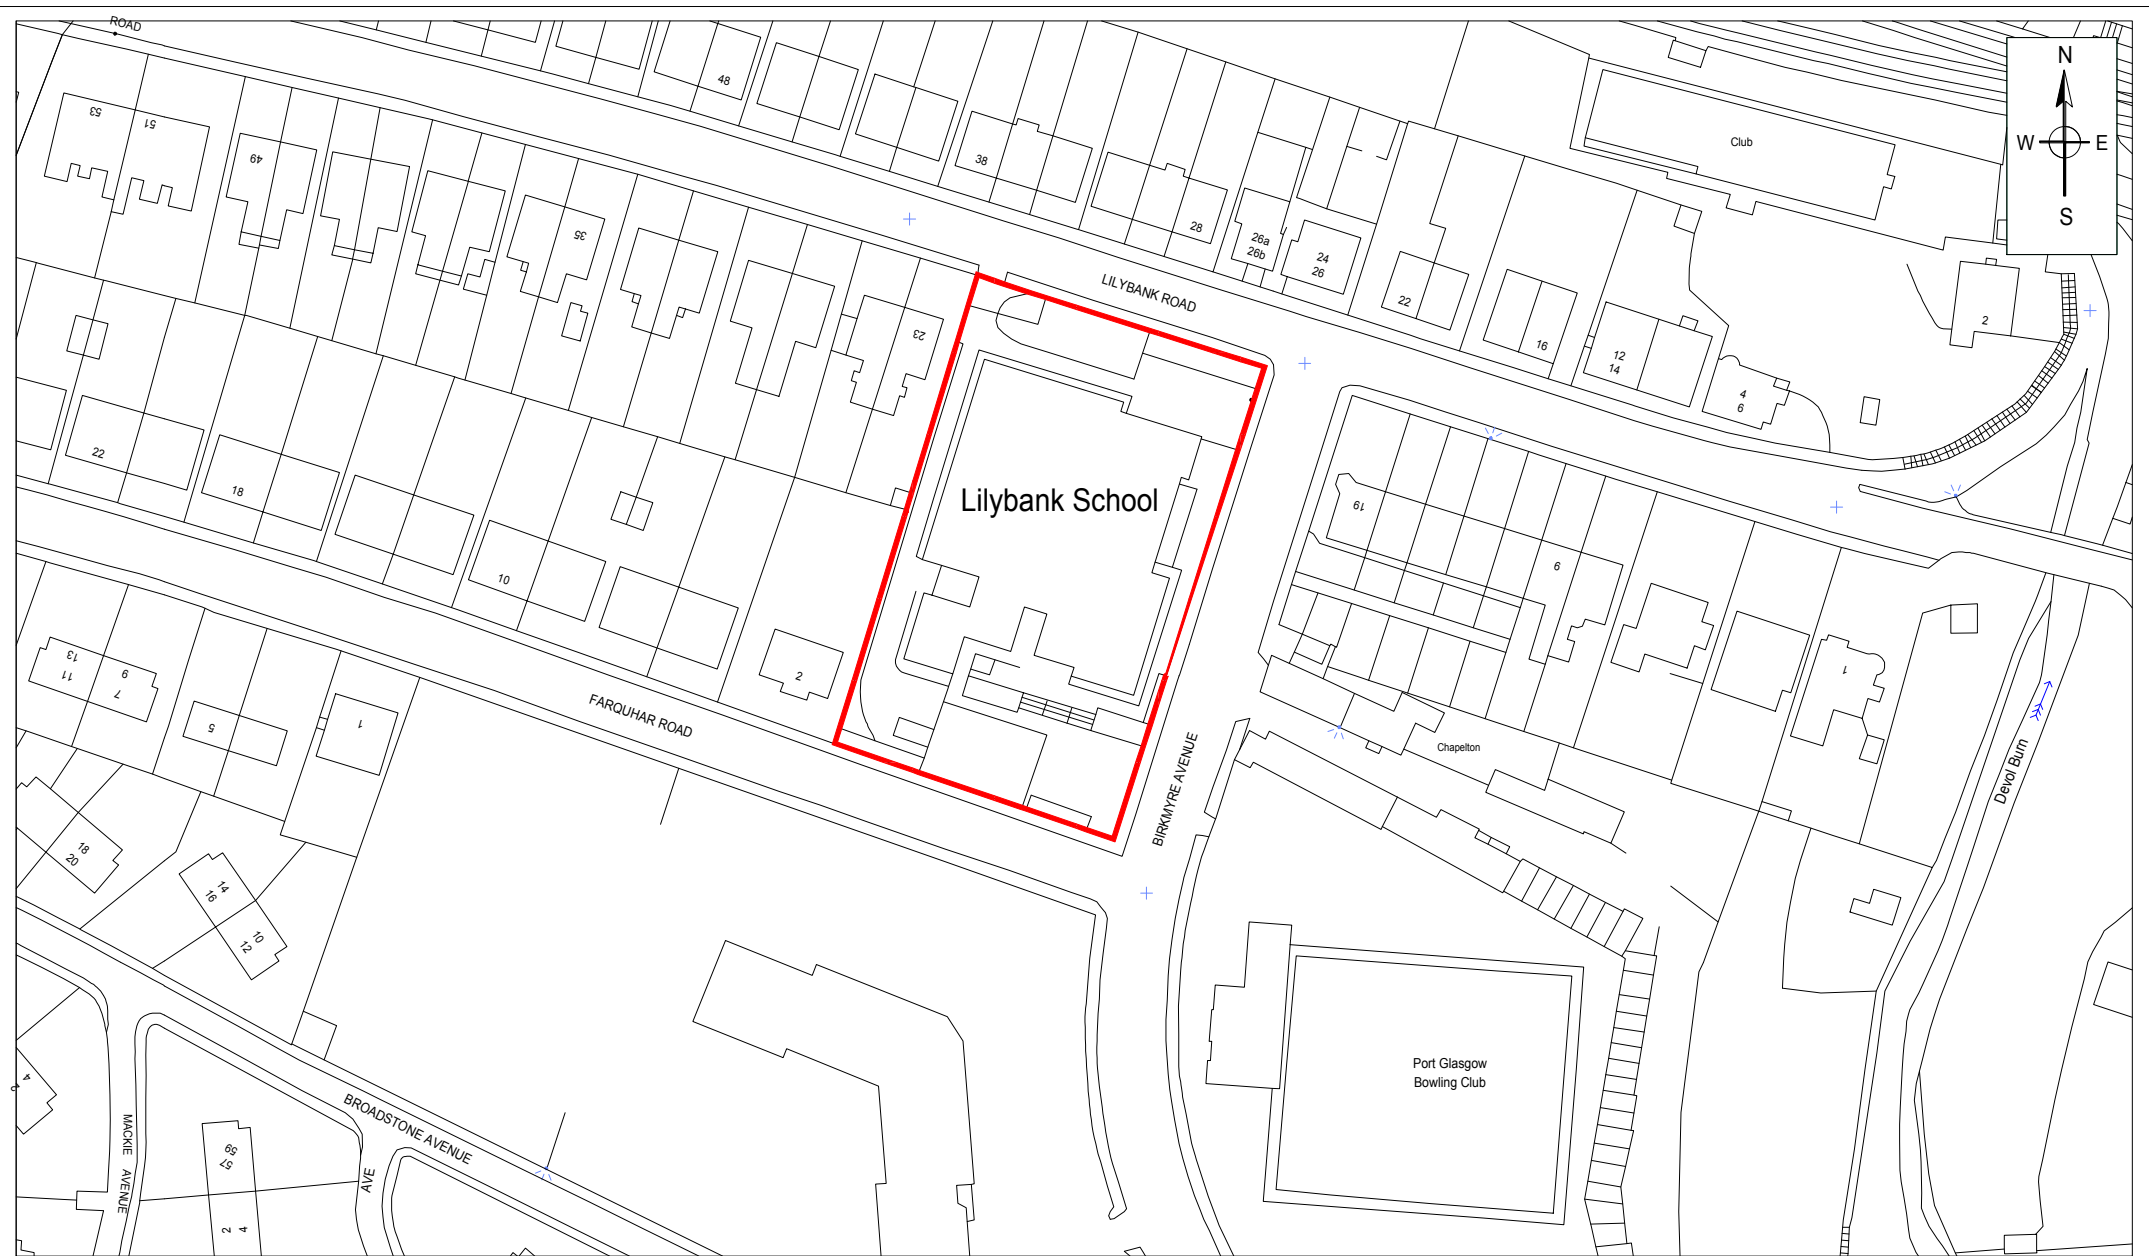 ROAD
48
53
51
49
38
35
28
26a
26b
24
26
22
16
12
14
4
6
2
Club
N
W
E
S
LILYBANK ROAD
23
22
18
10
2
Lilybank School
19
6
1
FARQUHAR ROAD
BIRKMYRE AVENUE
Chapelton
Devol Burn
13
11
9
7
5
1
18
20
14
16
10
12
4
2
Port Glasgow
Bowling Club
BROADSTONE AVENUE
MACKIE AVENUE
AVE
59
57
2
4